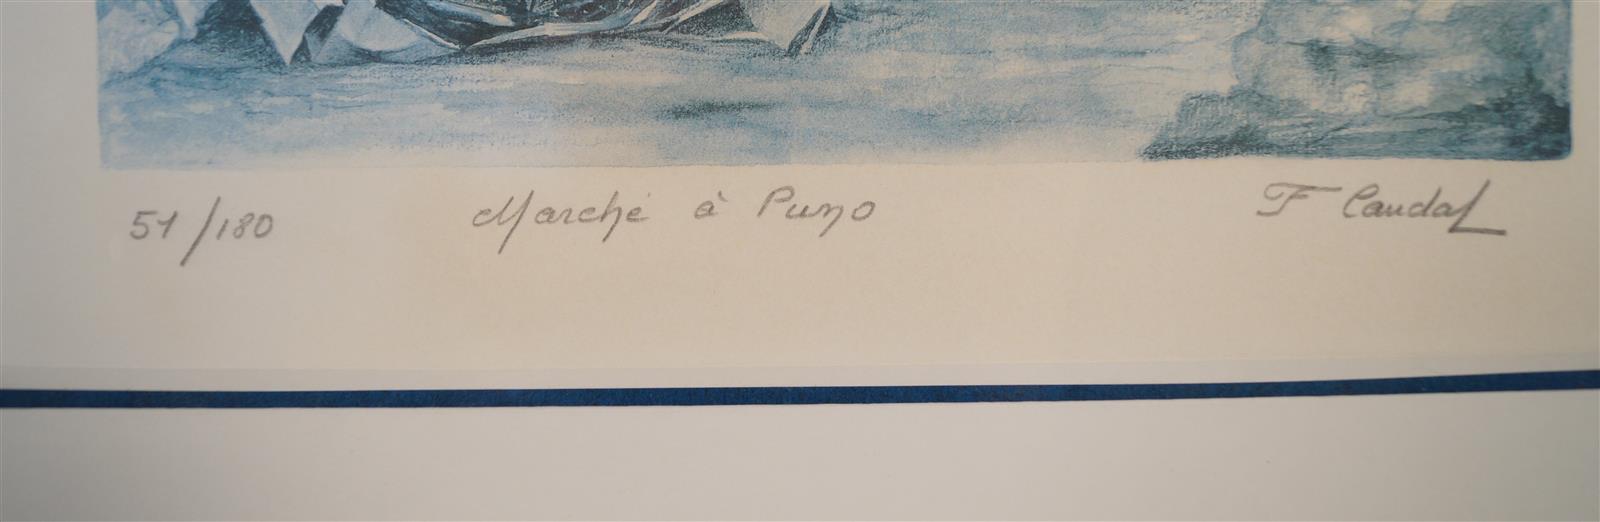 51/180 Marché à Puno F Caudal